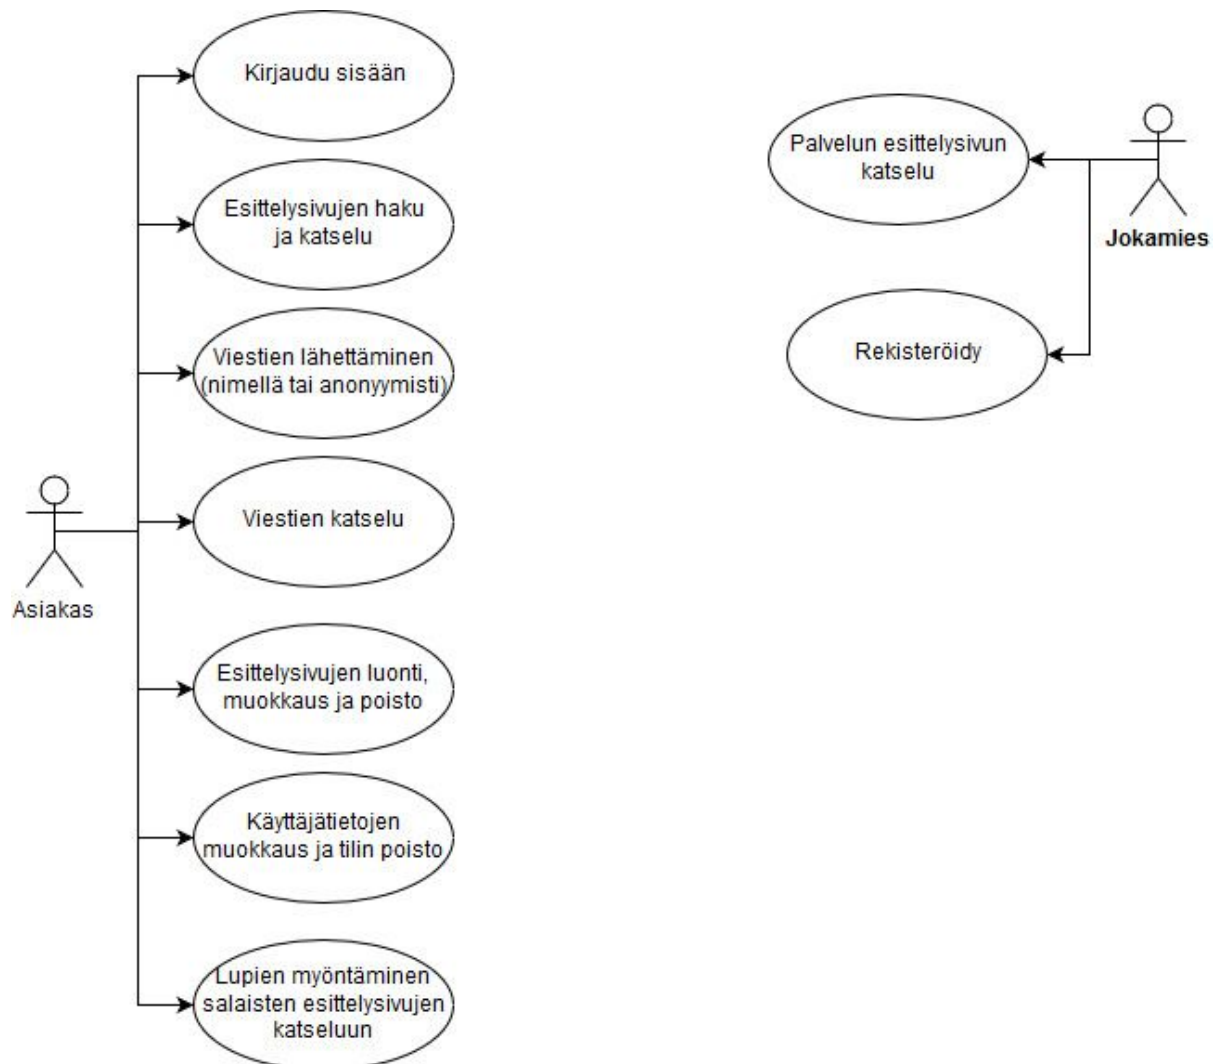 Kirjaudu sisään
Esittelysivujen haku
ja katselu
Viestien lähettäminen
(nimellä tai anonyymisti)
Viestien katselu
Asiakas
Esittelysivujen luonti,
muokkaus ja poisto
Käyttäjätietojen
muokkaus ja tilin poisto
Lupien myöntäminen
salaisten esittelysivujen
katseluun
Palvelun esittelysivun
katselu
Jokamies
Rekisteröidy